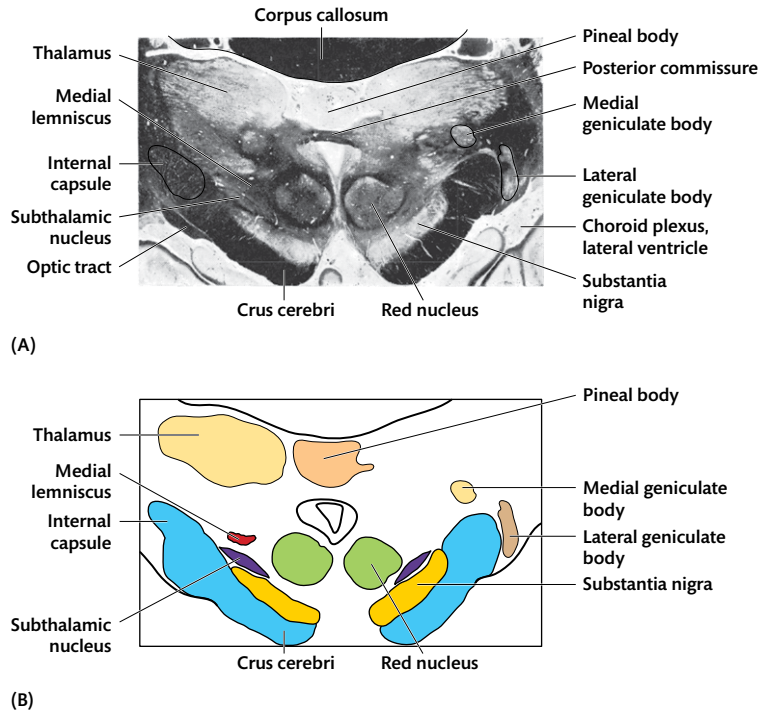 Corpus callosum
Thalamus
Medial
lemniscus
Internal
capsule
Subthalamic
nucleus
Optic tract
Pineal body
Posterior commissure
Medial
geniculate body
Lateral
geniculate body
Choroid plexus,
lateral ventricle
Substantia
nigra
Crus cerebri
Red nucleus
(A)
Thalamus
Medial
lemniscus
Internal
capsule
Subthalamic
nucleus
Pineal body
Medial geniculate
body
Lateral geniculate
body
Substantia nigra
Crus cerebri
Red nucleus
(B)